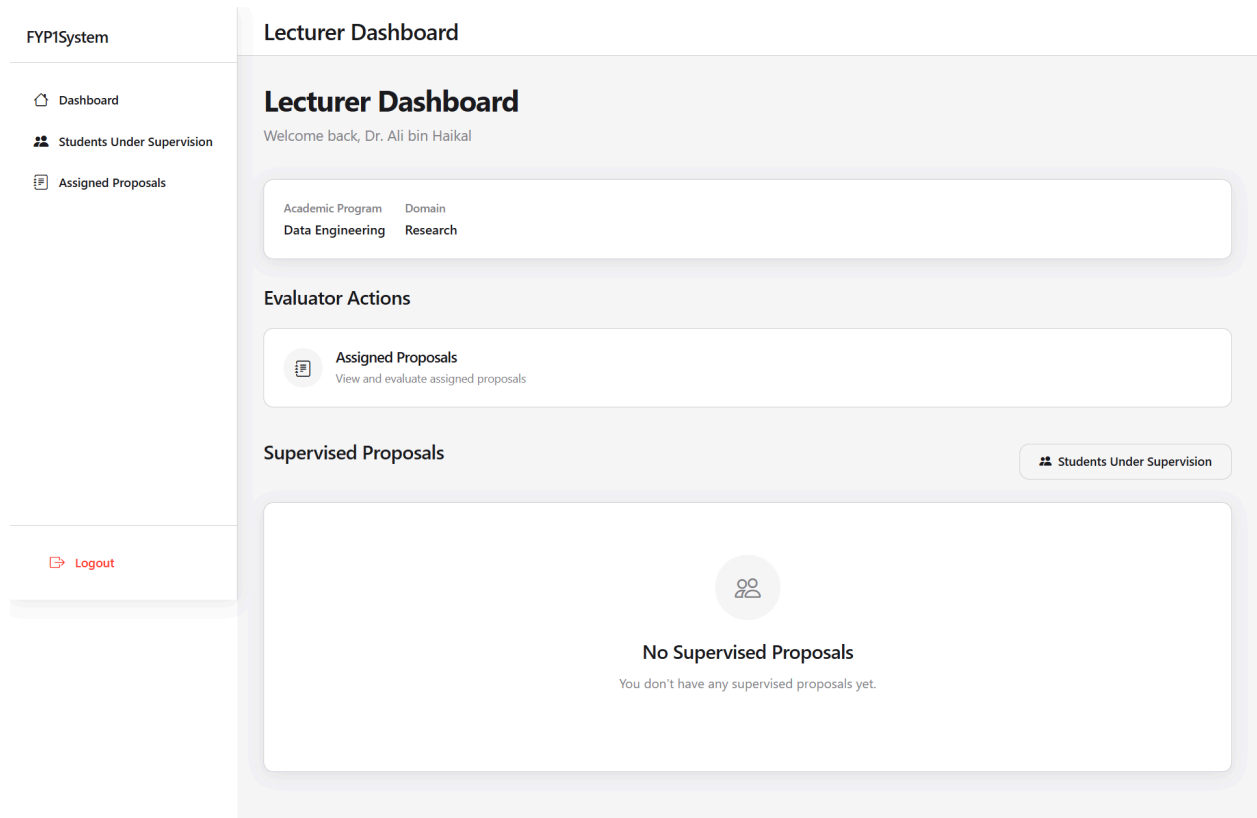 FYP1System
Dashboard
Students Under Supervision
Assigned Proposals
Logout
Lecturer Dashboard
Lecturer Dashboard
Welcome back, Dr. Ali bin Haikal
Academic Program Domain
Data Engineering Research
Evaluator Actions
Assigned Proposals
View and evaluate assigned proposals
Supervised Proposals
Students Under Supervision
No Supervised Proposals
You don't have any supervised proposals yet.